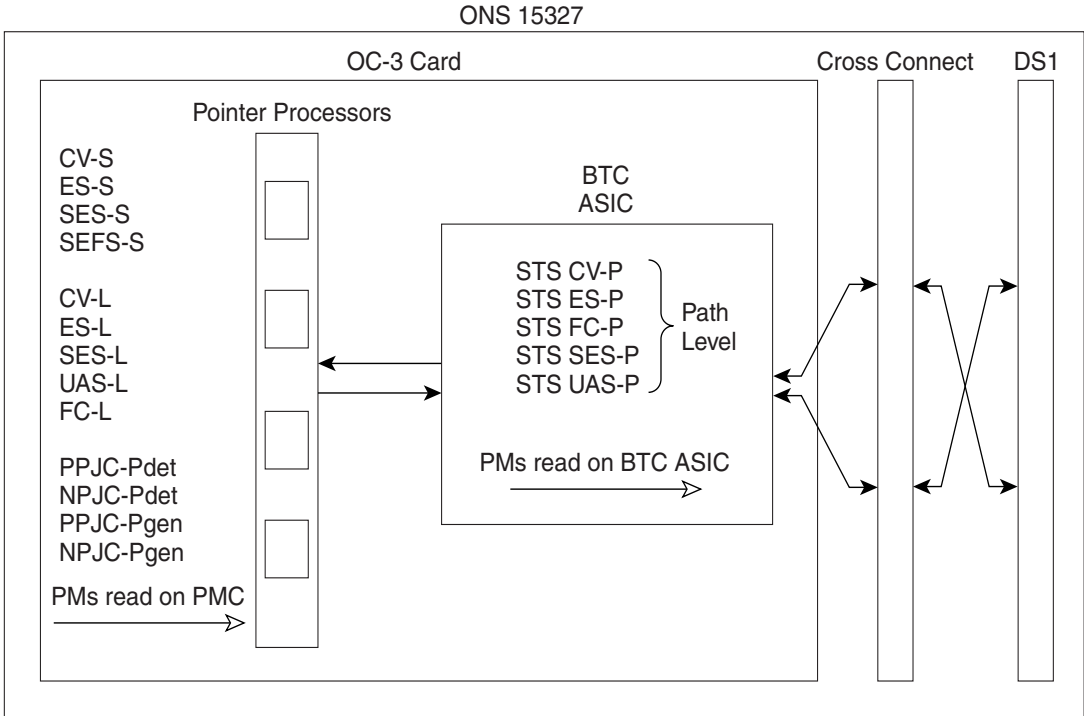 ONS 15327
OC-3 Card
Cross Connect
DS1
Pointer Processors
CV-S
ES-S
SES-S
SEFS-S
CV-L
ES-L
SES-L
UAS-L
FC-L
PPJC-Pdet
NPJC-Pdet
PPJC-Pgen
NPJC-Pgen
PMs read on PMC
BTC
ASIC
STS CV-P
STS ES-P
STS FC-P
STS SES-P
STS UAS-P
Path
Level
PMs read on BTC ASIC